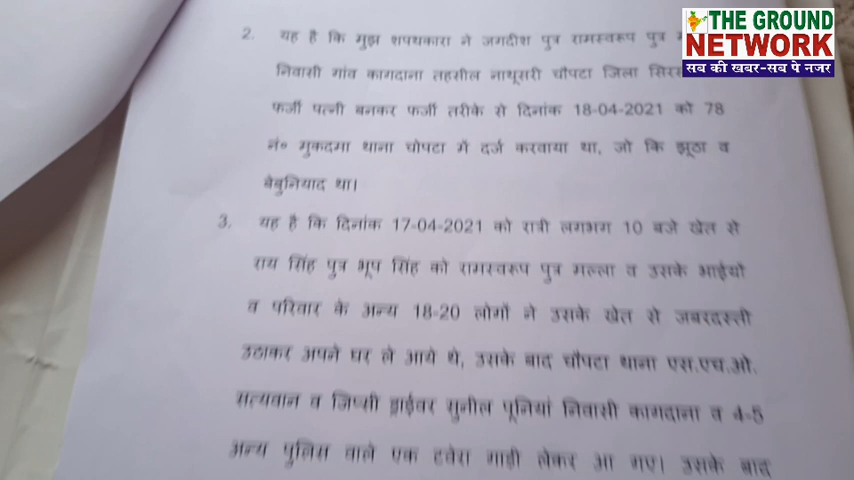 THE GROUND
NETWORK
सब की खबर-सब पे नजर
2. यह है कि मुझ शपथकारा ने जगदीश पुत्र रामस्वरूप पुत्र
निवासी गांव कागदाना तहसील नाथूसरी चौपटा जिला
फर्जी पत्नी बनकर फर्जी तरीके से दिनांक 18-04-2021 को 78
नं० मुकदमा थाना चोपटा में दर्ज करवाया था, जो कि झूठा व
बेबुनियाद था।
3. यह है कि दिनांक 17-04-2021 को रात्री लगभग 10 बजे खेत से
राय सिंह पुत्र भूप सिंह को रामस्वरूप पुत्र मल्ला व उसके भाईयों
व परिवार के अन्य 18-20 लोगों ने उसके खेत से जबरदस्ती
उठाकर अपने घर ले आये थे, उसके बाद चौपटा थाना एस.एच.ओ.
सत्यवान व जिप्सी ड्राईवर सुनील पूनियां निवासी कागदाना व 4-5
अन्य पुलिस वाले एक टवेरा गाड़ी लेकर आ गए। उसके बाद